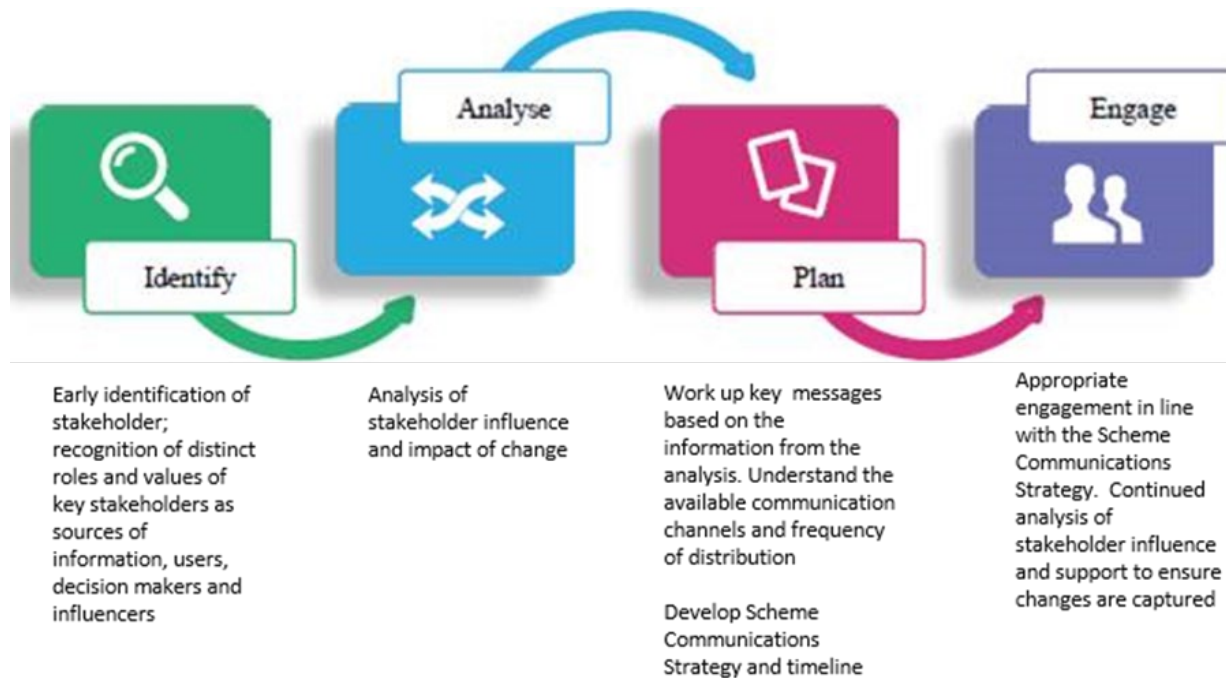 Identify
Analyse
Plan
Engage
Early identification of
stakeholder;
recognition of distinct
roles and values of
key stakeholders as
sources of
information, users,
decision makers and
influencers
Analysis of
stakeholder influence
and impact of change
Work up key  messages
based on the
information from the
analysis. Understand the
available communication
channels and frequency
of distribution
Develop Scheme
Communications
Strategy and timeline
Appropriate
engagement in line
with the Scheme
Communications
Strategy.  Continued
analysis of
stakeholder influence
and support to ensure
changes are captured